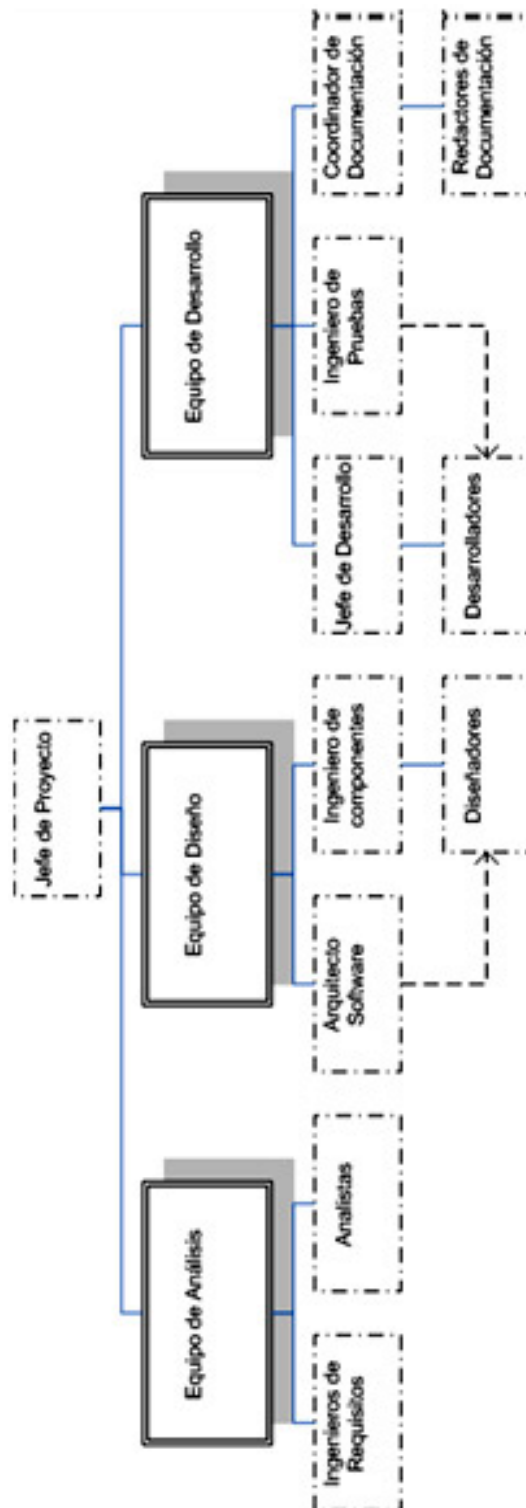 Jefe de Proyecto
Equipo de Análisis
Equipo de Diseño
Equipo de Desarrollo
Ingenieros de
Requisitos
Analistas
Arquitecto
Software
Ingeniero de
componentes
Jefe de Desarrollo
Ingeniero de
Pruebas
Coordinador de
Documentación
Diseñadores
Desarrolladores
Redactores de
Documentación